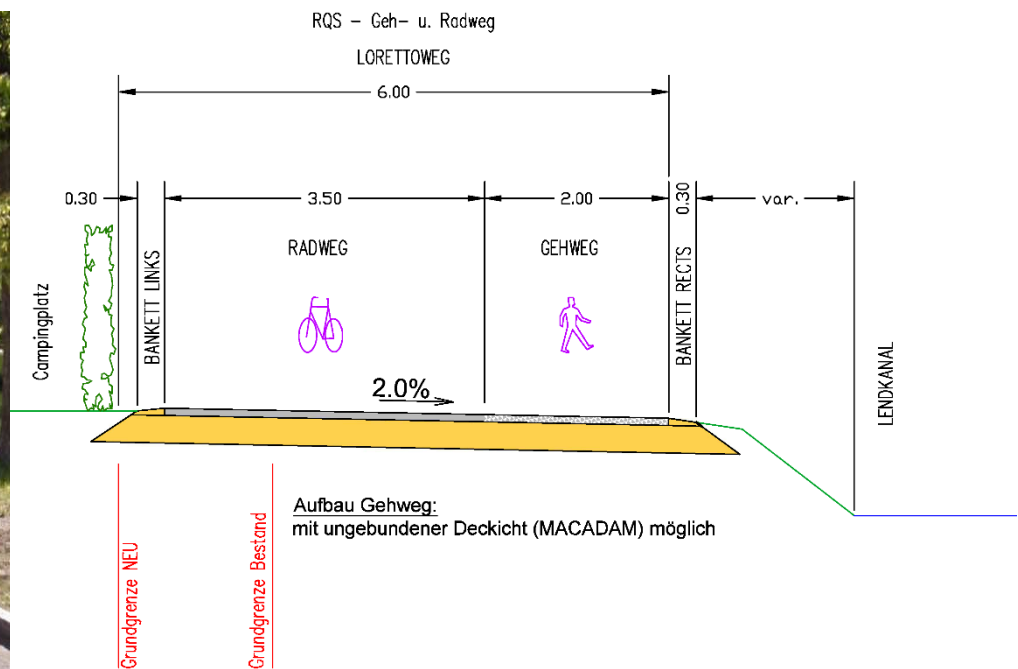 RQS - Geh- u. Radweg
LORETTOWEG
6.00
0.30
3.50
2.00
0.30
var.
RADWEG
GEHWEG
Campingplatz
BANKETT LINKS
BANKETT RECTS
LENDKANAL
2.0%
Aufbau Gehweg:
mit ungebundener Deckicht (MACADAM) möglich
Grundgrenze NEU
Grundgrenze Bestand